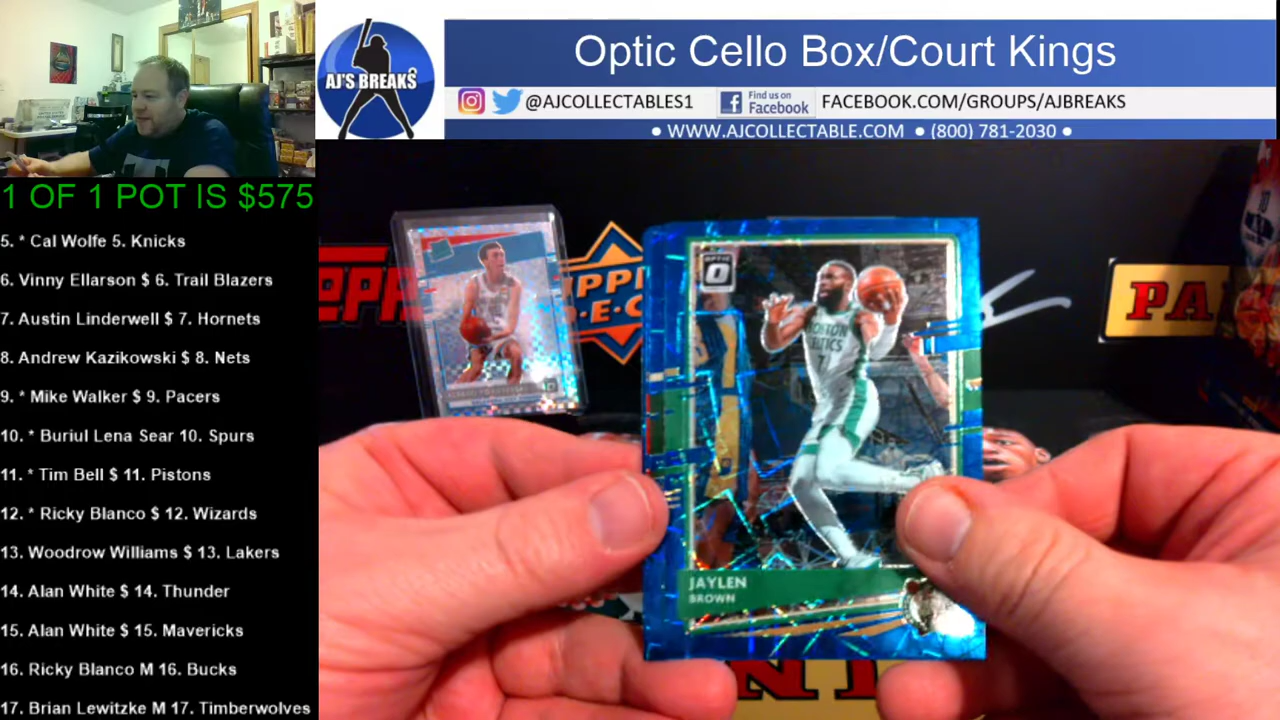 AJ'S BREAKS
Optic Cello Box/Court Kings
@AJCOLLECTABLES1
Find us on
Facebook
FACEBOOK.COM/GROUPS/AJBREAKS
● WWW.AJCOLLECTABLE.COM ● (800) 781-2030 ●
1 OF 1 POT IS $575
5. * Cal Wolfe 5. Knicks
6. Vinny Ellarson $ 6. Trail Blazers
7. Austin Linderwell $ 7. Hornets
8. Andrew Kazikowski $ 8. Nets
9. * Mike Walker $ 9. Pacers
10. * Buriul Lena Sear 10. Spurs
11. * Tim Bell $ 11. Pistons
12. * Ricky Blanco $ 12. Wizards
13. Woodrow Williams $ 13. Lakers
14. Alan White $ 14. Thunder
15. Alan White $ 15. Mavericks
16. Ricky Blanco M 16. Bucks
17. Brian Lewitzke M 17. Timberwolves
OPTIC
BOSTON
CELTICS
7
JAYLEN
BROWN